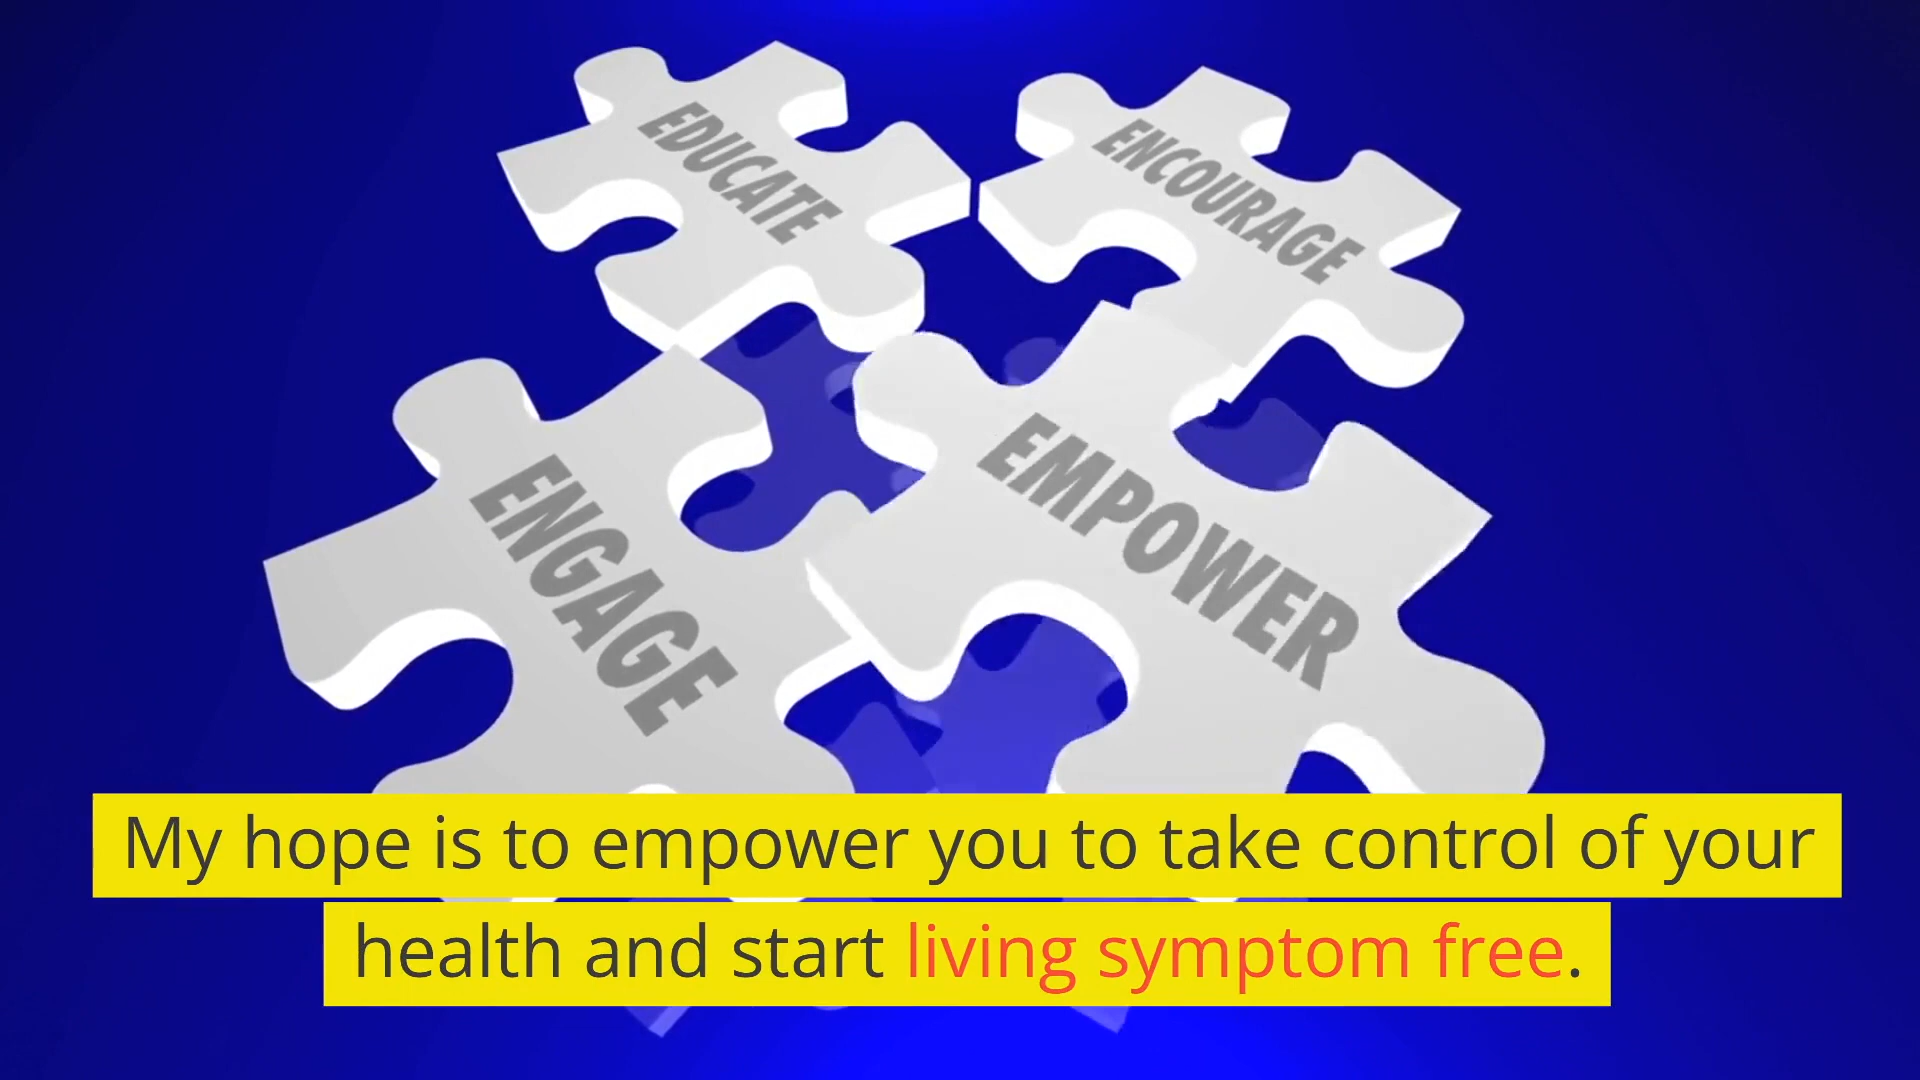 EDUCATE
ENCOURAGE
ENGAGE
EMPOWER
My hope is to empower you to take control of your
health and start living symptom free.